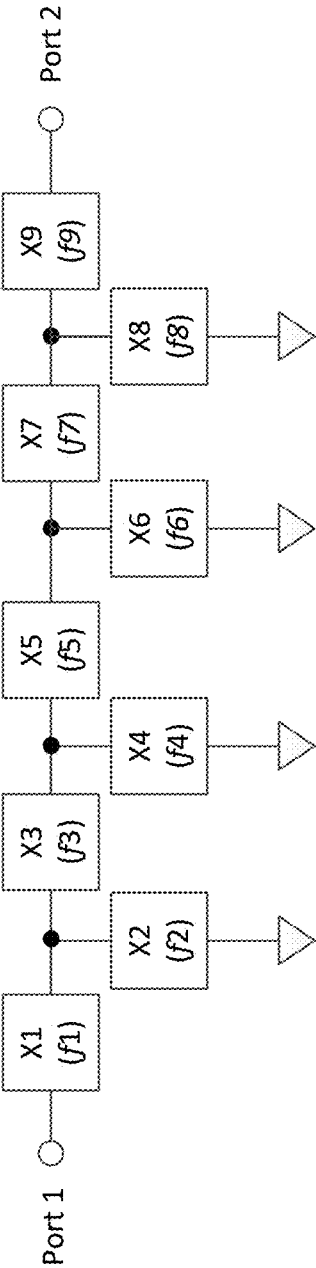 Port 1
X1
(f1)
X2
(f2)
X3
(f3)
X4
(f4)
X5
(f5)
X6
(f6)
X7
(f7)
X8
(f8)
X9
(f9)
Port 2